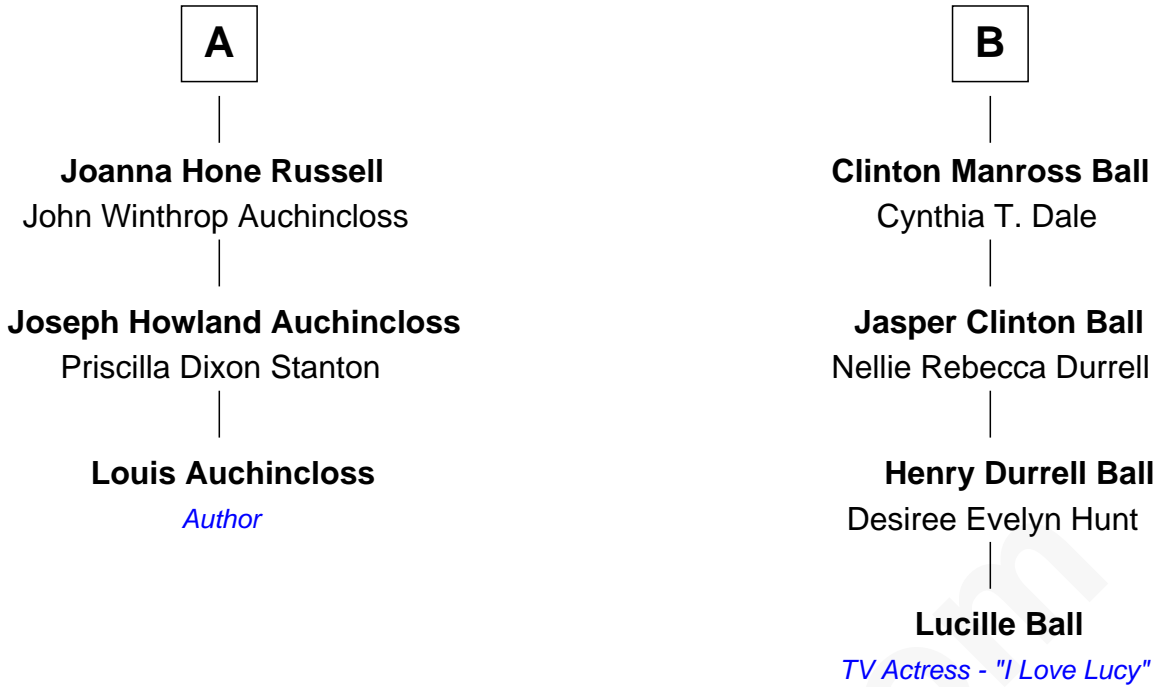 A
Joanna Hone Russell
John Winthrop Auchincloss
Joseph Howland Auchincloss
Priscilla Dixon Stanton
Louis Auchincloss
Author
B
Clinton Manross Ball
Cynthia T. Dale
Jasper Clinton Ball
Nellie Rebecca Durrell
Henry Durrell Ball
Desiree Evelyn Hunt
Lucille Ball
TV Actress - "I Love Lucy"
om